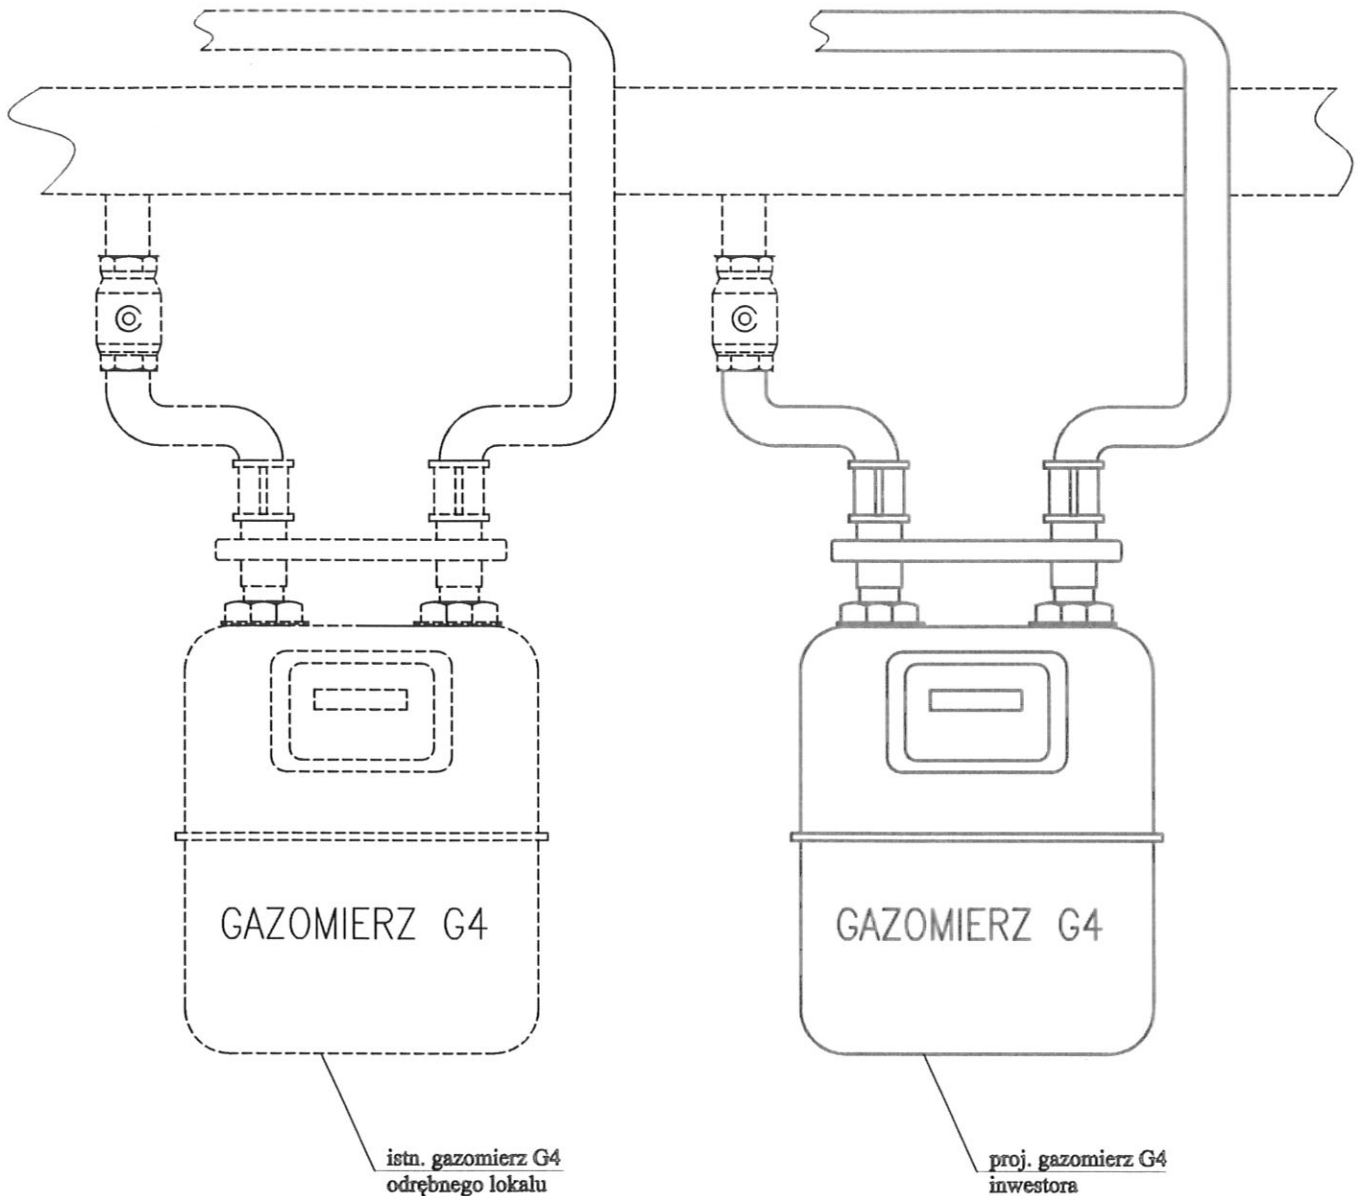 GAZOMIERZ G4
GAZOMIERZ G4
istn. gazomierz G4
odrębnego lokalu
proj. gazomierz G4
inwestora